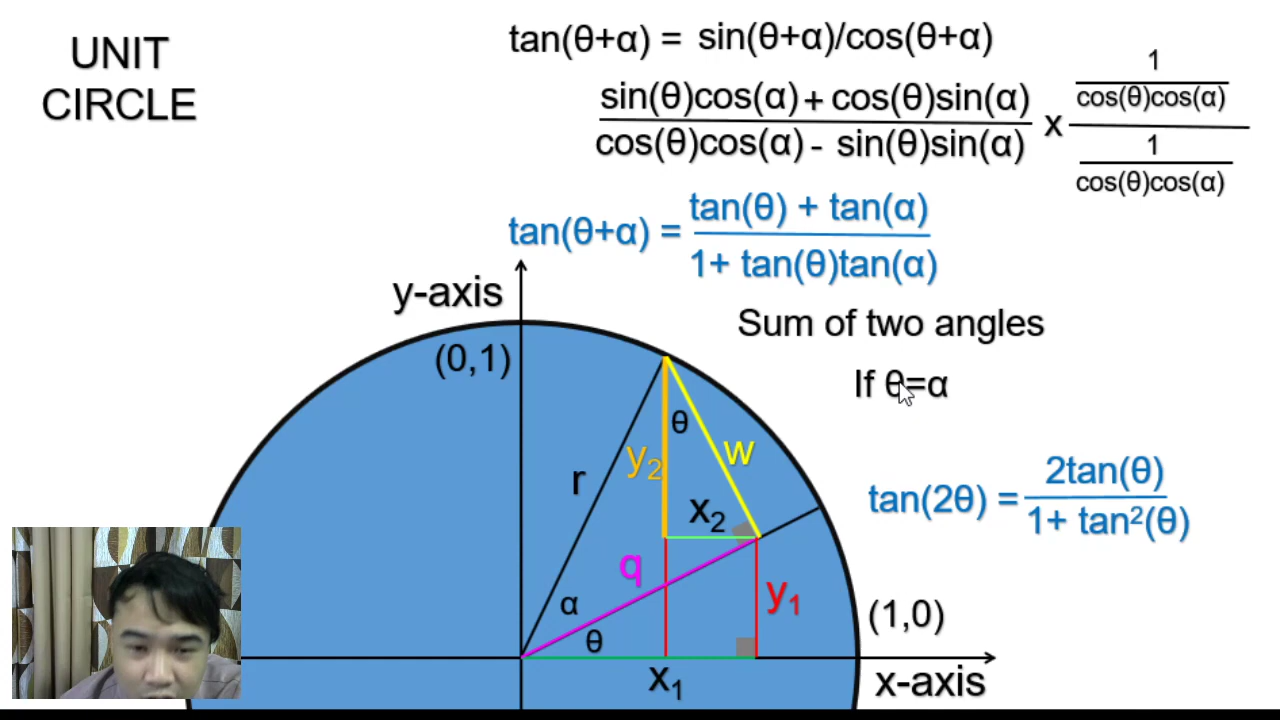 UNIT
CIRCLE
tan(θ+α) = sin(θ+α)/cos(θ+α)
sin(θ)cos(α) + cos(θ)sin(α)
cos(θ)cos(α) - sin(θ)sin(α)
x
1
cos(θ)cos(α)
1
cos(θ)cos(α)
tan(θ+α) =
tan(θ) + tan(α)
1+ tan(θ)tan(α)
Sum of two angles
If θ=α
tan(2θ) =
2tan(θ)
1+ tan²(θ)
y-axis
(0,1)
θ
y₂
w
r
x₂
q
α
θ
y₁
(1,0)
x₁
x-axis